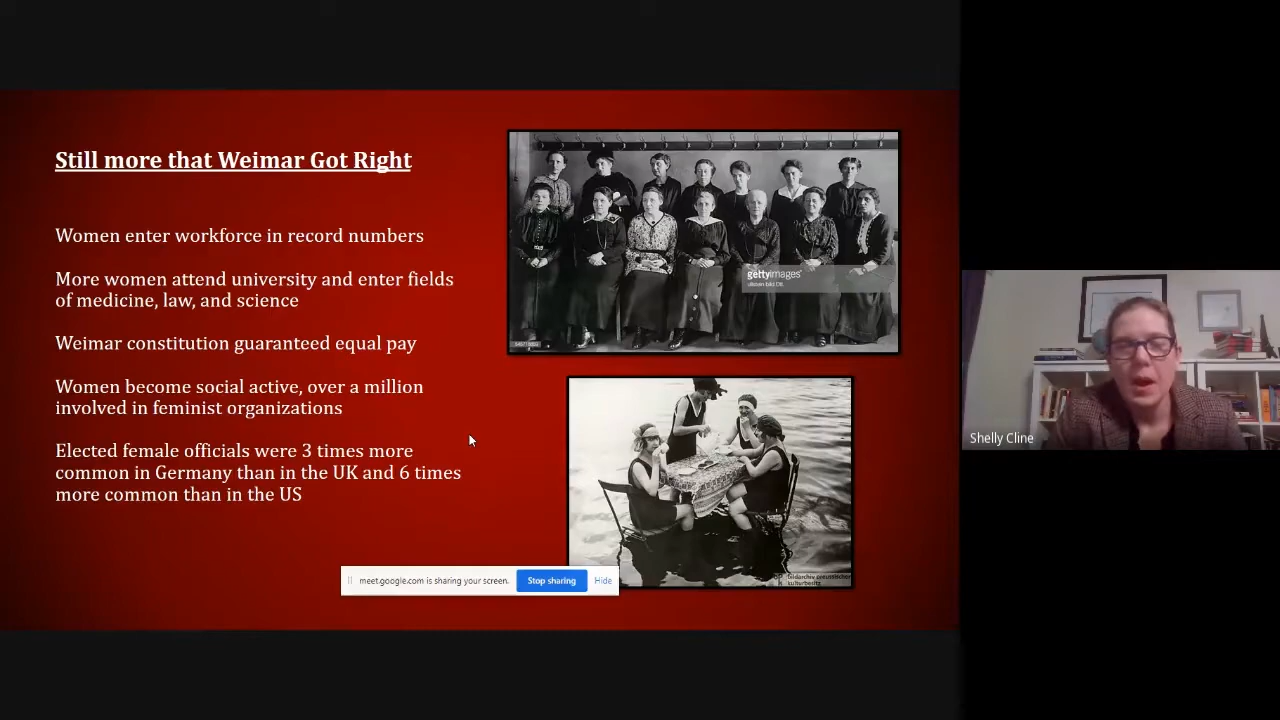 Still more that Weimar Got Right
Women enter workforce in record numbers
More women attend university and enter fields
of medicine, law, and science
Weimar constitution guaranteed equal pay
Women become social active, over a million
involved in feminist organizations
Elected female officials were 3 times more
common in Germany than in the UK and 6 times
more common than in the US
gettyimages
meet.google.com is sharing your screen.
Stop sharing
Hide
Shelly Cline